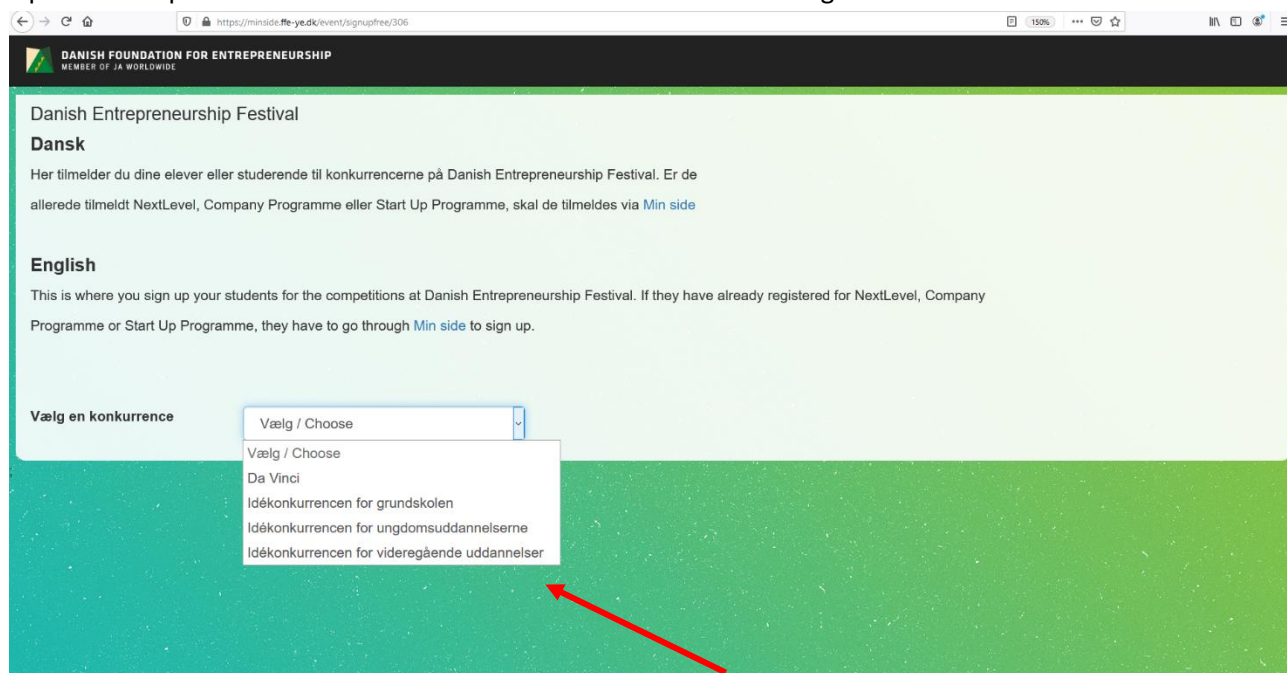 https://minside.ffe-ye.dk/event/signupfree/306
150%
DANISH FOUNDATION FOR ENTREPRENEURSHIP
MEMBER OF JA WORLDWIDE
Danish Entrepreneurship Festival
Dansk
Her tilmelder du dine elever eller studerende til konkurrencerne på Danish Entrepreneurship Festival. Er de
allerede tilmeldt NextLevel, Company Programme eller Start Up Programme, skal de tilmeldes via Min side
English
This is where you sign up your students for the competitions at Danish Entrepreneurship Festival. If they have already registered for NextLevel, Company
Programme or Start Up Programme, they have to go through Min side to sign up.
Vælg en konkurrence
Vælg / Choose
Vælg / Choose
Da Vinci
Idékonkurrencen for grundskolen
Idékonkurrencen for ungdomsuddannelserne
Idékonkurrencen for videregående uddannelser